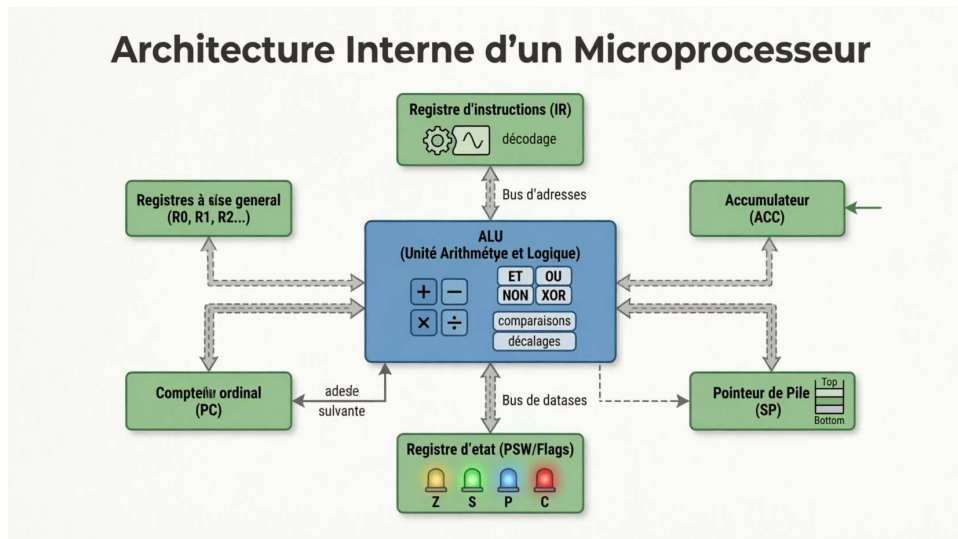 Architecture Interne d’un Microprocesseur
Registre d'instructions (IR)
décodage
Bus d’adresses
Registres à sise general
(R0, R1, R2...)
Accumulateur
(ACC)
ALU
(Unité Arithmétye et Logique)
+ −
× ÷
ET OU
NON XOR
comparaisons
décalages
ordinal
(PC)
sulvante
Bus de datases
Pointeur de Pile
(SP)
Top
Bottom
Registre d’etat (PSW/Flags)
Z S P C